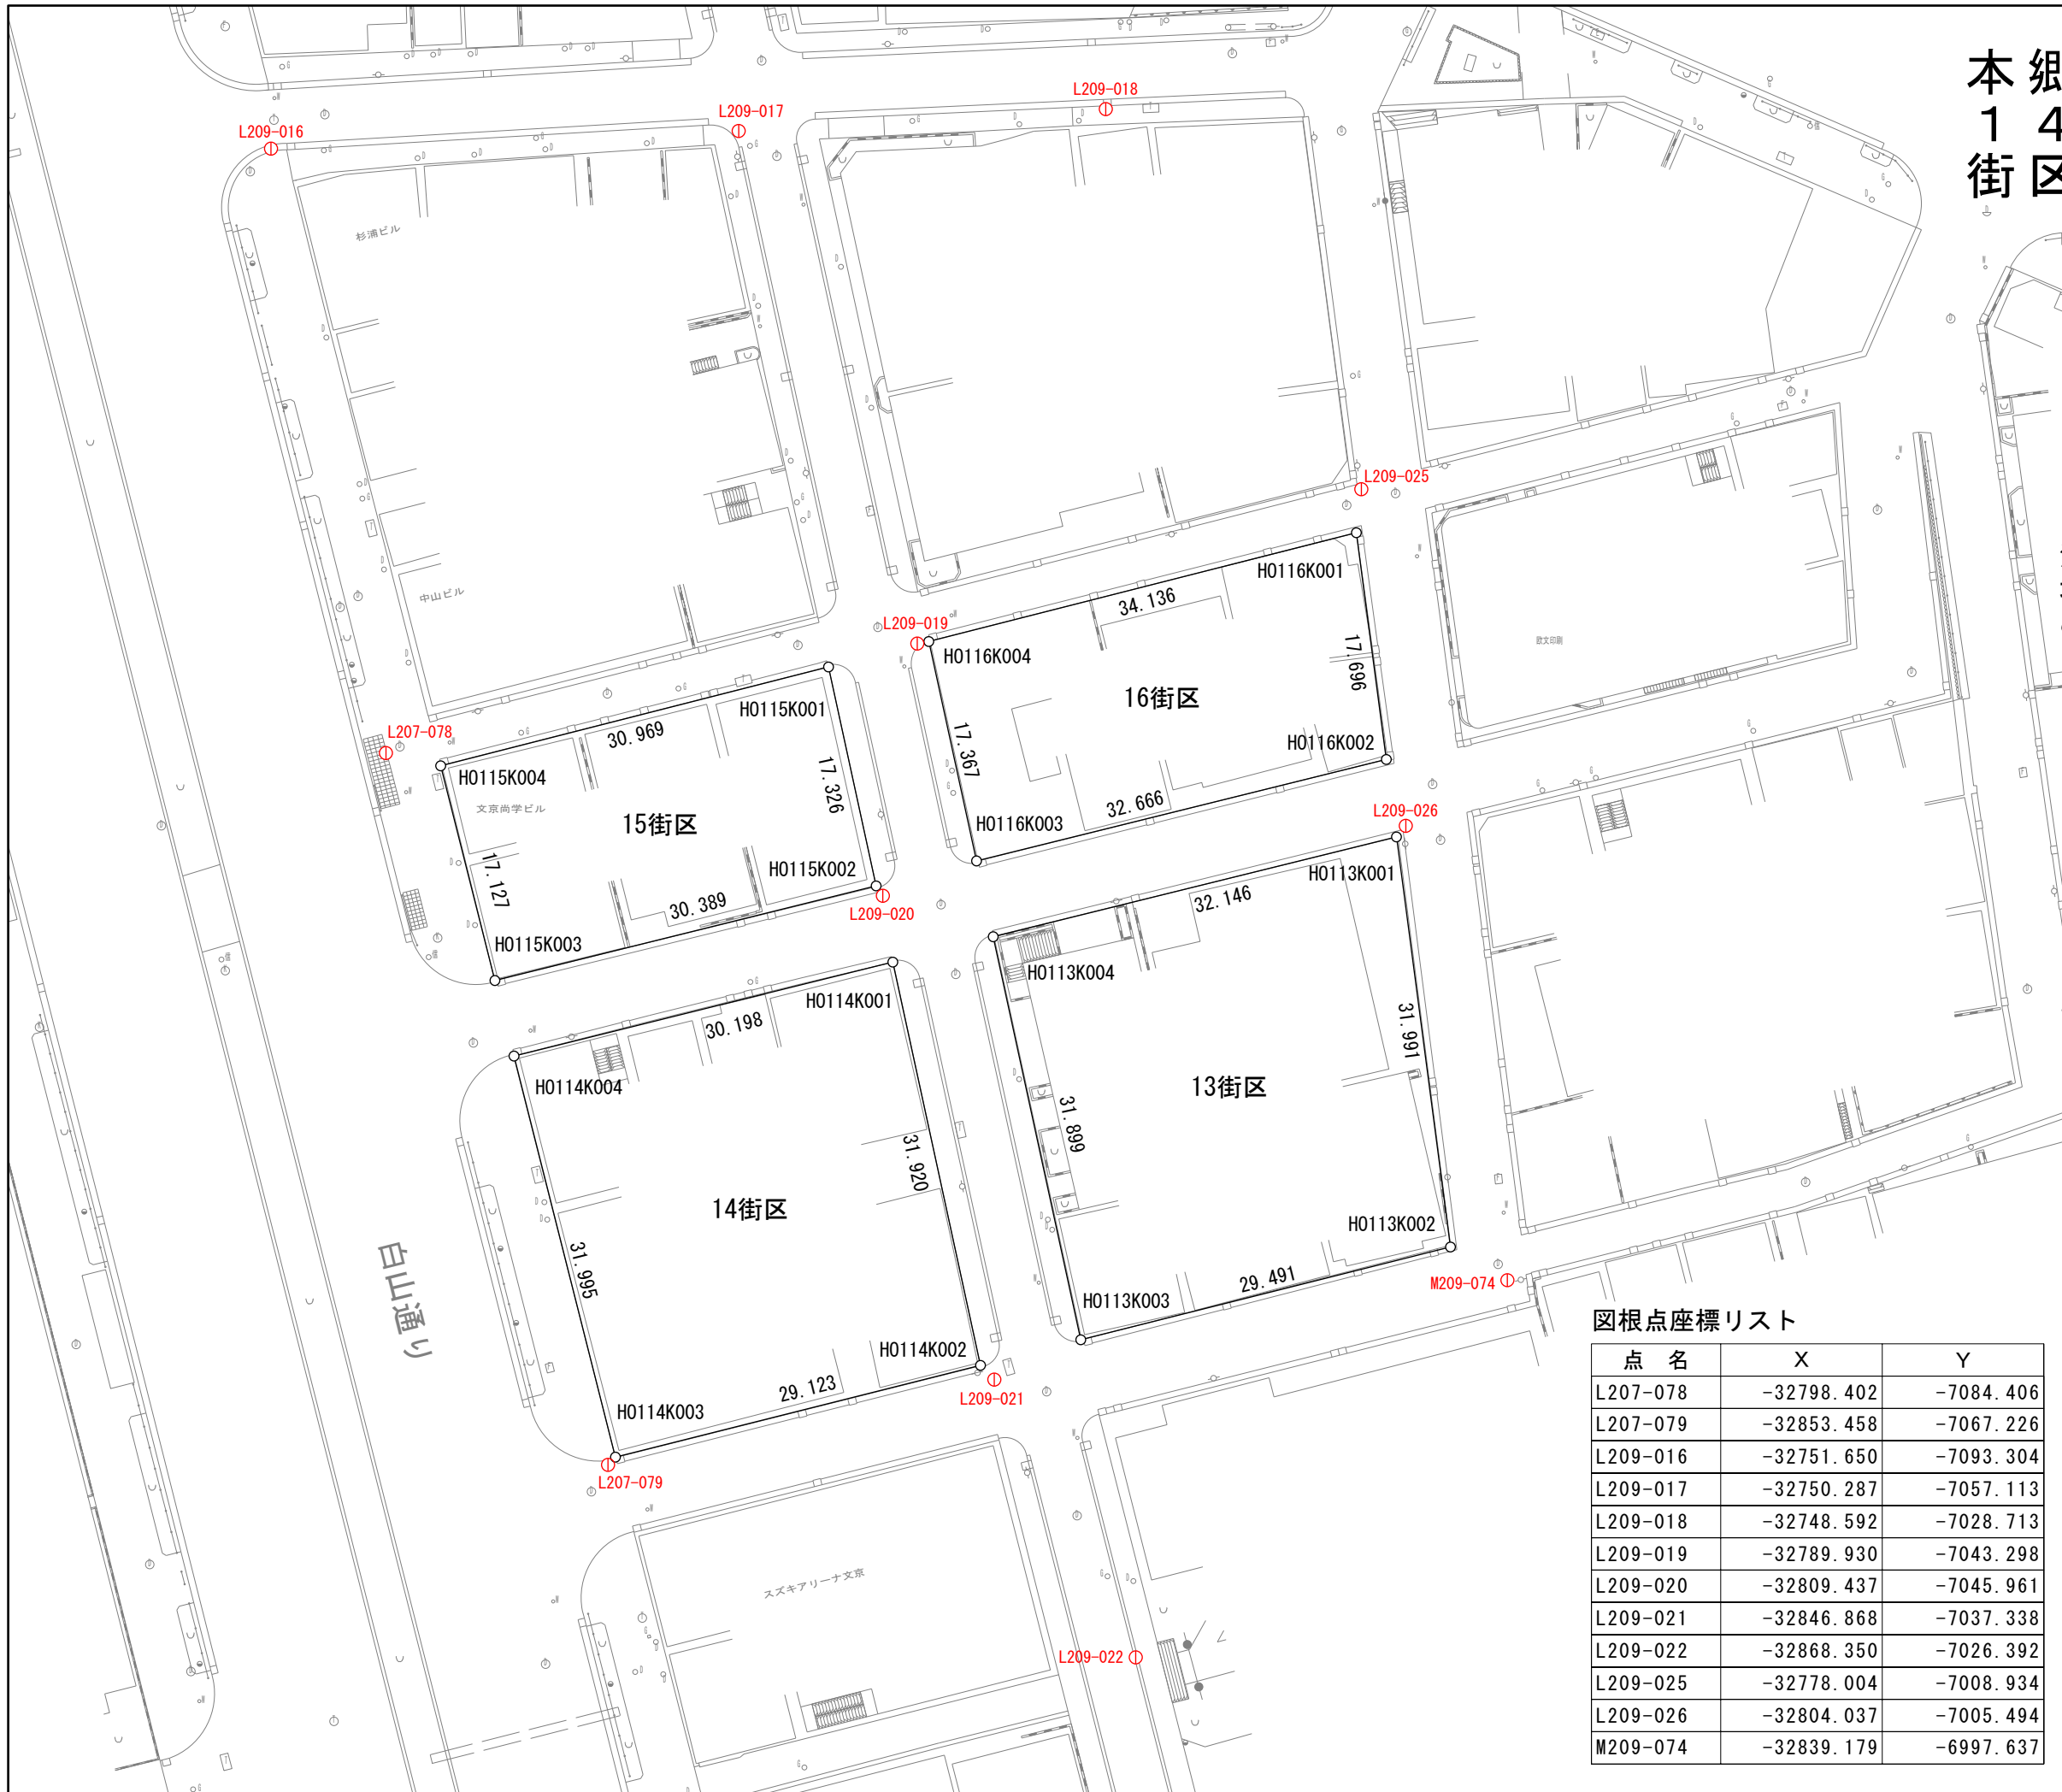 本郷
１４
街区
L209-016
L209-017
L209-018
杉浦ビル
中山ビル
L209-025
L209-019
H0116K001
34.136
H0116K004
17.696
16街区
17.367
H0116K002
32.666
H0116K003
欧文印刷
L207-078
H0115K001
30.969
H0115K004
17.326
文京尚学ビル
15街区
17.127
H0115K002
30.389
H0115K003
L209-020
L209-026
H0113K001
32.146
H0113K004
31.991
13街区
31.899
H0113K002
29.491
H0113K003
M209-074
H0114K001
30.198
H0114K004
31.920
14街区
31.995
H0114K002
29.123
H0114K003
L209-021
L207-079
白山通り
スズキアリーナ文京
L209-022
図根点座標リスト
点 名 X Y
L207-078 -32798.402 -7084.406
L207-079 -32853.458 -7067.226
L209-016 -32751.650 -7093.304
L209-017 -32750.287 -7057.113
L209-018 -32748.592 -7028.713
L209-019 -32789.930 -7043.298
L209-020 -32809.437 -7045.961
L209-021 -32846.868 -7037.338
L209-022 -32868.350 -7026.392
L209-025 -32778.004 -7008.934
L209-026 -32804.037 -7005.494
M209-074 -32839.179 -6997.637